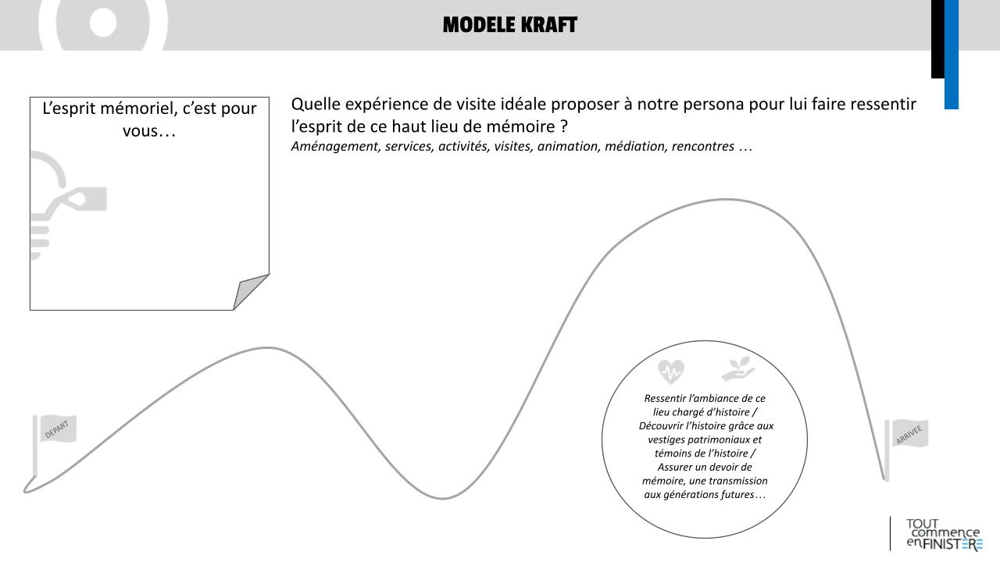 MODELE KRAFT
L'esprit mémoriel, c'est pour
vous…
Quelle expérience de visite idéale proposer à notre persona pour lui faire ressentir
l'esprit de ce haut lieu de mémoire ?
Aménagement, services, activités, visites, animation, médiation, rencontres …
DEPART
Ressentir l'ambiance de ce
lieu chargé d'histoire /
Découvrir l'histoire grâce aux
vestiges patrimoniaux et
témoins de l'histoire /
Assurer un devoir de
mémoire, une transmission
aux générations futures…
ARRIVEE
TOUT
commence
en FINISTÈRE